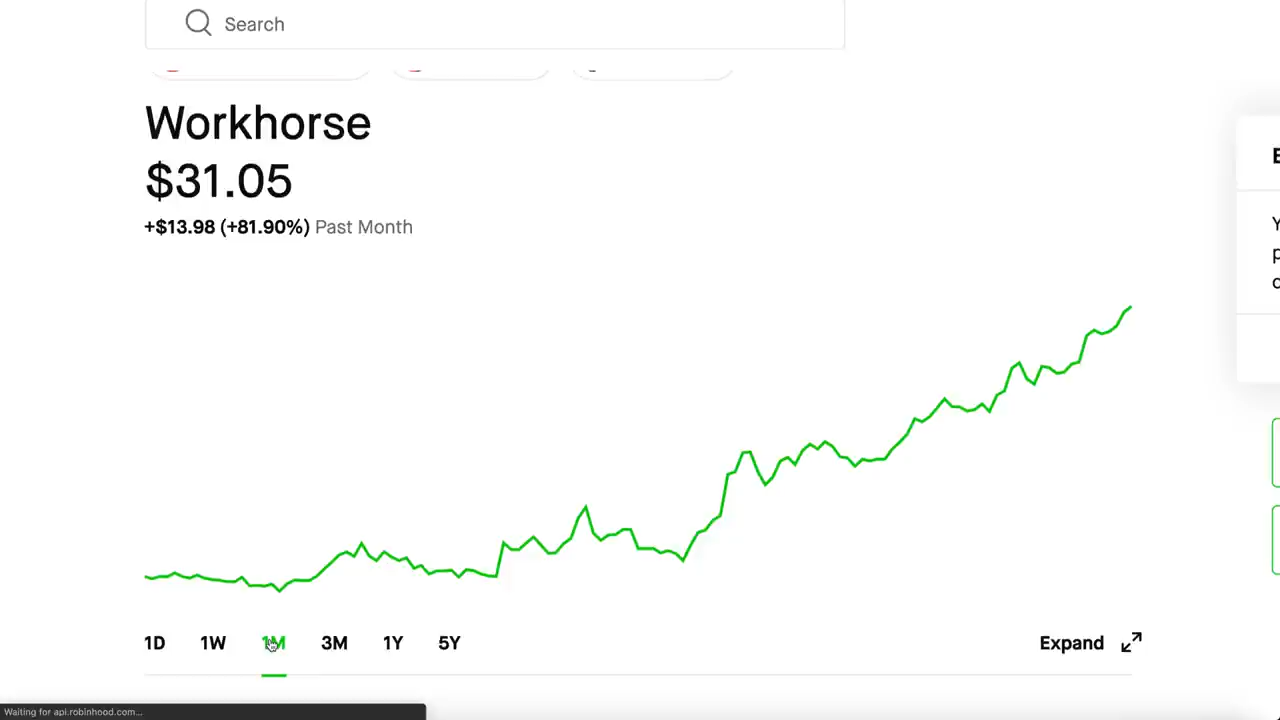 Search
Workhorse
$31.05
+$13.98 (+81.90%) Past Month
1D 1W 1M 3M 1Y 5Y
Expand
Waiting for api.robinhood.com...